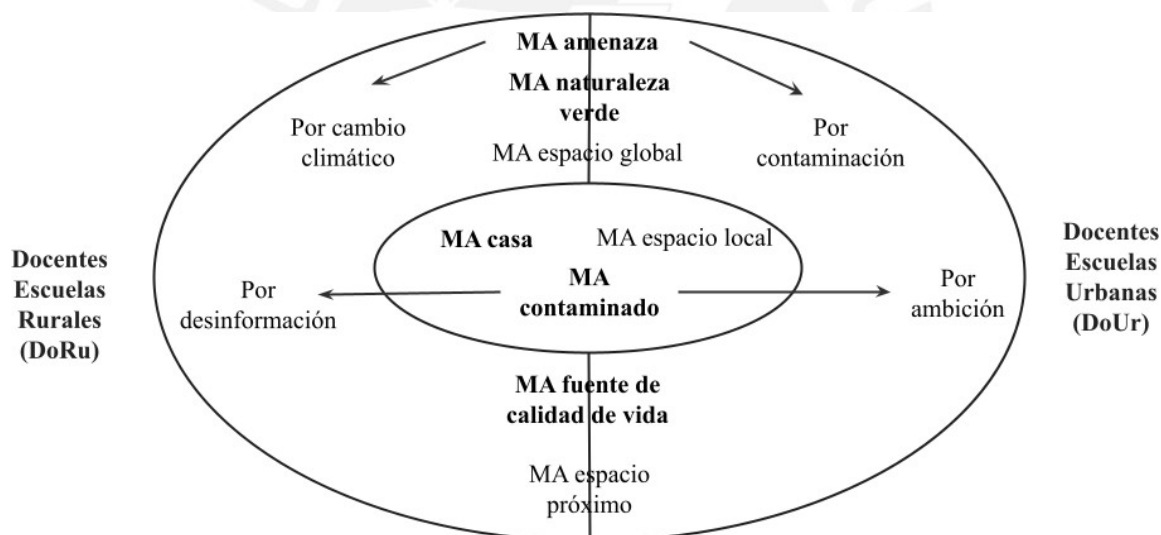 MA amenaza
MA naturaleza
verde
MA espacio global
Por cambio
climático
Por
contaminación
MA casa
MA espacio local
MA
contaminado
Docentes
Escuelas
Rurales
(DoRu)
Por
desinformación
Por
ambición
Docentes
Escuelas
Urbanas
(DoUr)
MA fuente de
calidad de vida
MA espacio
próximo